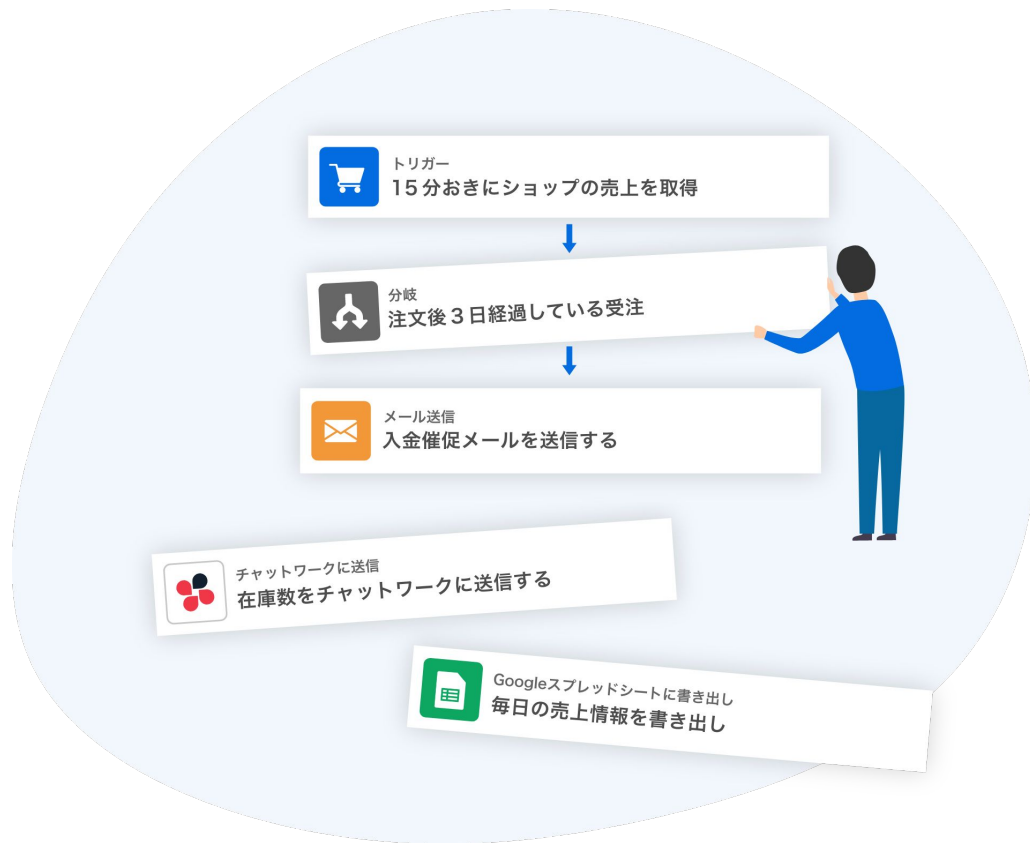 トリガー
15分おきにショップの売上を取得
分岐
注文後3日経過している受注
メール送信
入金催促メールを送信する
チャットワークに送信
在庫数をチャットワークに送信する
Googleスプレッドシートに書き出し
毎日の売上情報を書き出し